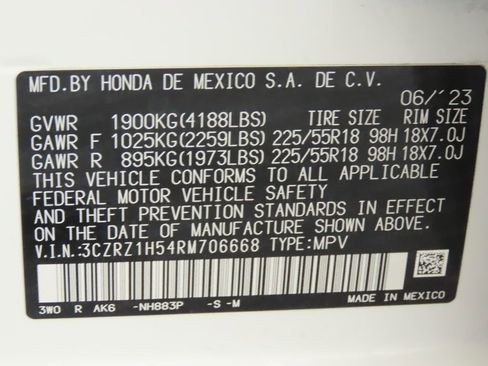 MFD.BY HONDA DE MEXICO S.A. DE C.V.
06/'23
GVWR 1900KG(4188LBS) TIRE SIZE RIM SIZE
GAWR F 1025KG(2259LBS) 225/55R18 98H 18X7.0J
GAWR R 895KG(1973LBS) 225/55R18 98H 18X7.0J
THIS VEHICLE CONFORMS TO ALL APPLICABLE
FEDERAL MOTOR VEHICLE SAFETY STANDARDS
IN EFFECT ON THE DATE OF MANUFACTURE SHOWN ABOVE.
V.I.N.:3CZRZ1H54RM706668 TYPE:MPV
3WO R AK6 -NH883P -S -M
MADE IN MEXICO